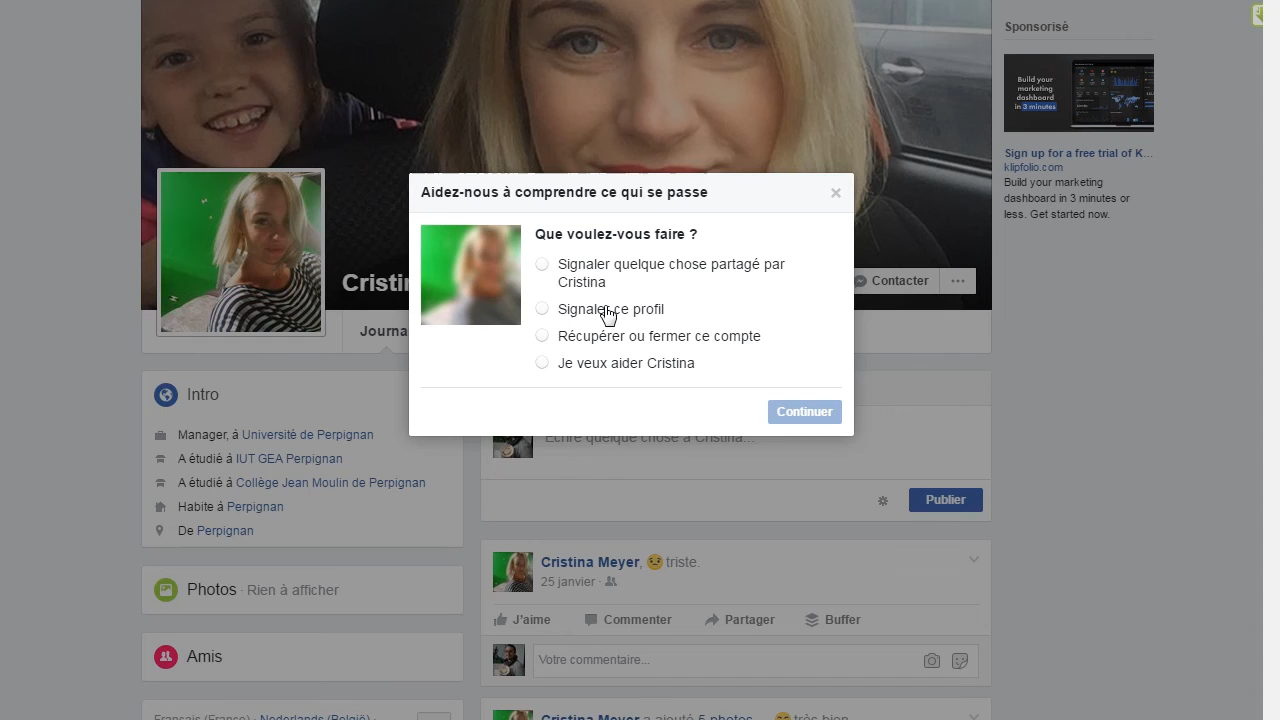 Sponsorisé
Build your
marketing
dashboard
in 3 minutes
Sign up for a free trial of K...
klipfolio.com
Build your marketing
dashboard in 3 minutes or
less. Get started now.
Aidez-nous à comprendre ce qui se passe
×
Que voulez-vous faire ?
Signaler quelque chose partagé par
Cristina
Signaler ce profil
Récupérer ou fermer ce compte
Je veux aider Cristina
Continuer
Contacter
Intro
Manager, á Université de Perpignan
A étudié á IUT GEA Perpignan
A étudié á Collège Jean Moulin de Perpignan
Habite á Perpignan
De Perpignan
Photos · Rien à afficher
Amis
Écrire quelque chose à Cristina...
Publier
Cristina Meyer, triste.
25 janvier ·
J'aime Commenter Partager Buffer
Votre commentaire...
Français (France) · Nederlands (België) ·
Cristina Meyer a ajouté 5 photos — très bien.